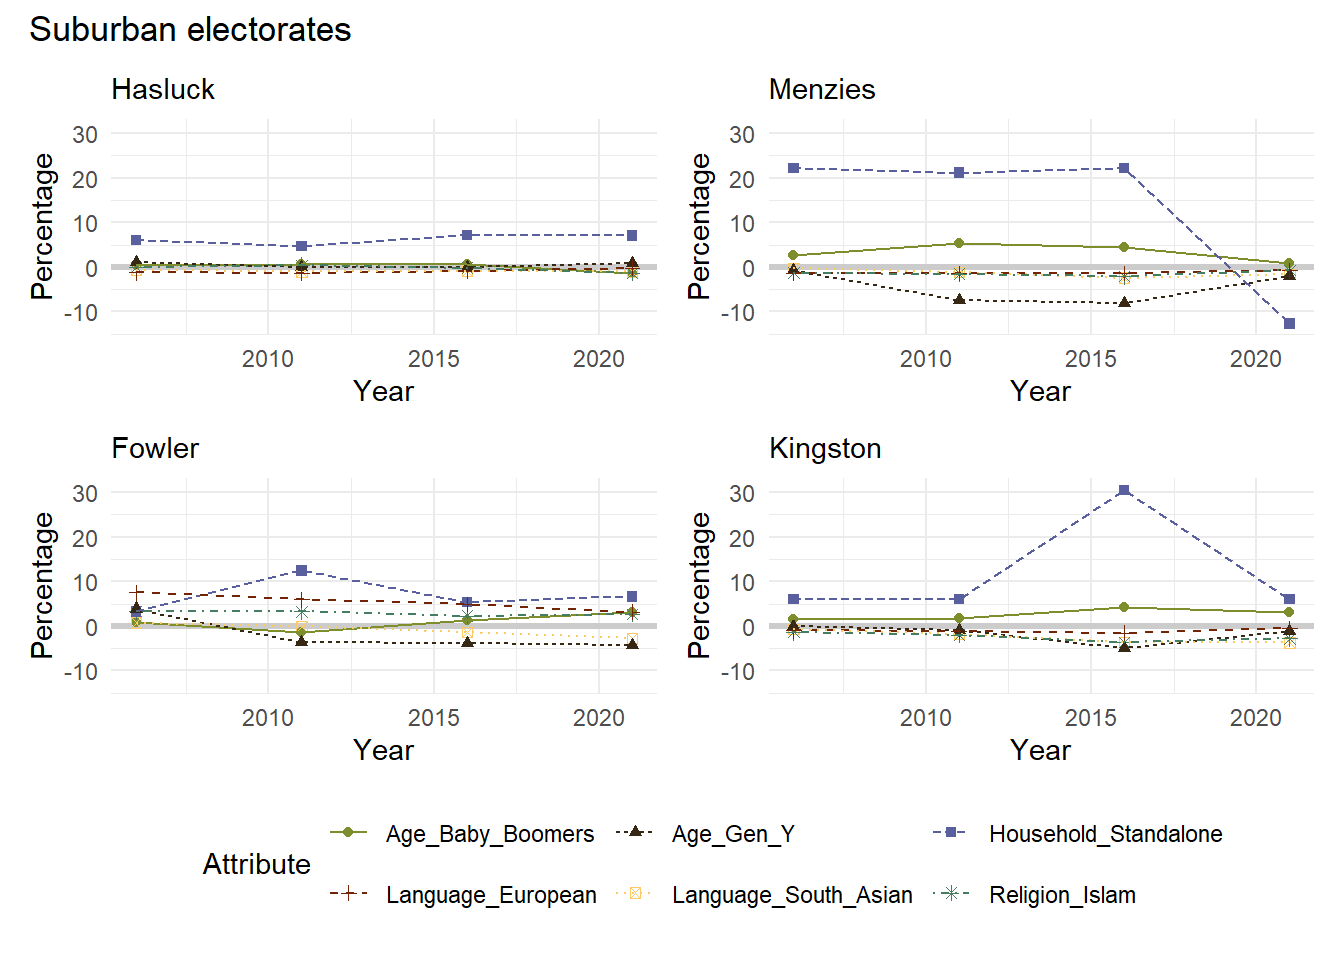 Suburban electorates
Hasluck
Menzies
Percentage
30
20
10
0
-10
2010 2015 2020
Year
Percentage
30
20
10
0
-10
2010 2015 2020
Year
Fowler
Kingston
Percentage
30
20
10
0
-10
2010 2015 2020
Year
Percentage
30
20
10
0
-10
2010 2015 2020
Year
Attribute
Age_Baby_Boomers Age_Gen_Y Household_Standalone
Language_European Language_South_Asian Religion_Islam